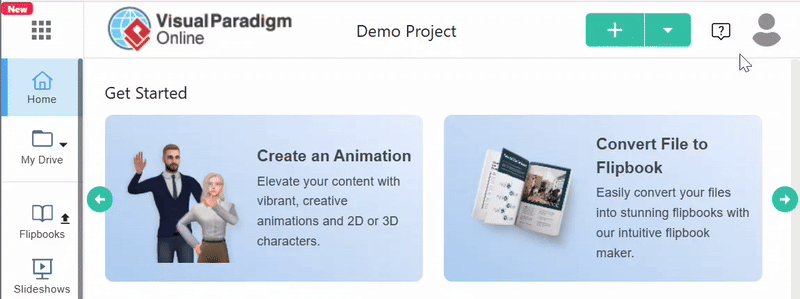 New
VisualParadigm
Online
Demo Project
Home
My Drive
Flipbooks
Slideshows
Get Started
Create an Animation
Elevate your content with
vibrant, creative
animations and 2D or 3D
characters.
Convert File to
Flipbook
Easily convert your files
into stunning flipbooks with
our intuitive flipbook
maker.